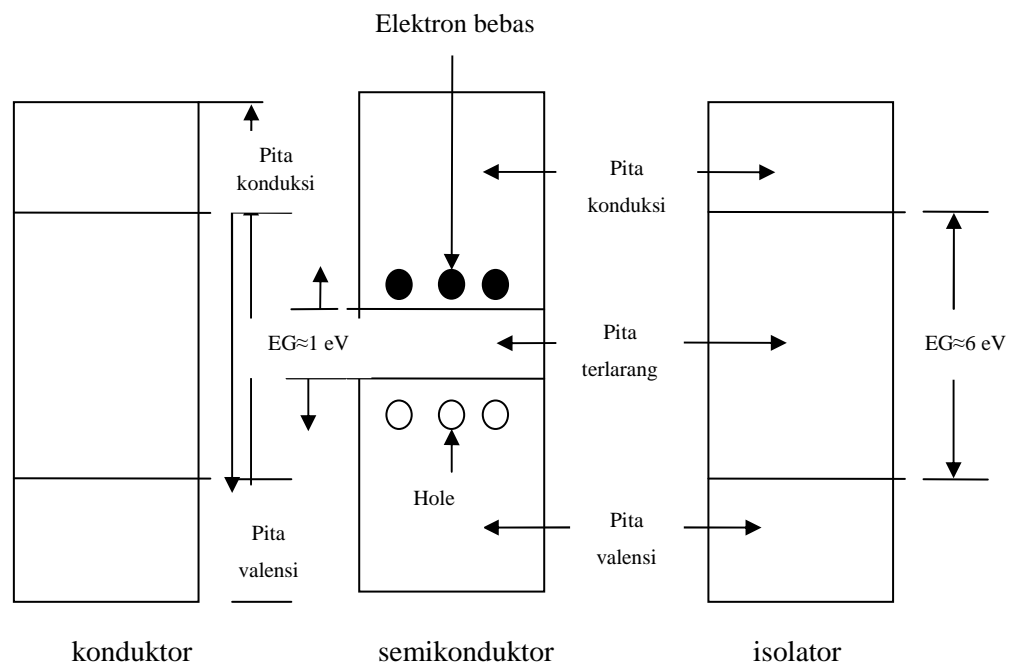 Elektron bebas
Pita
konduksi
Pita
konduksi
EG≈1 eV
Pita
terlarang
EG≈6 eV
Hole
Pita
valensi
Pita
valensi
konduktor
semikonduktor
isolator